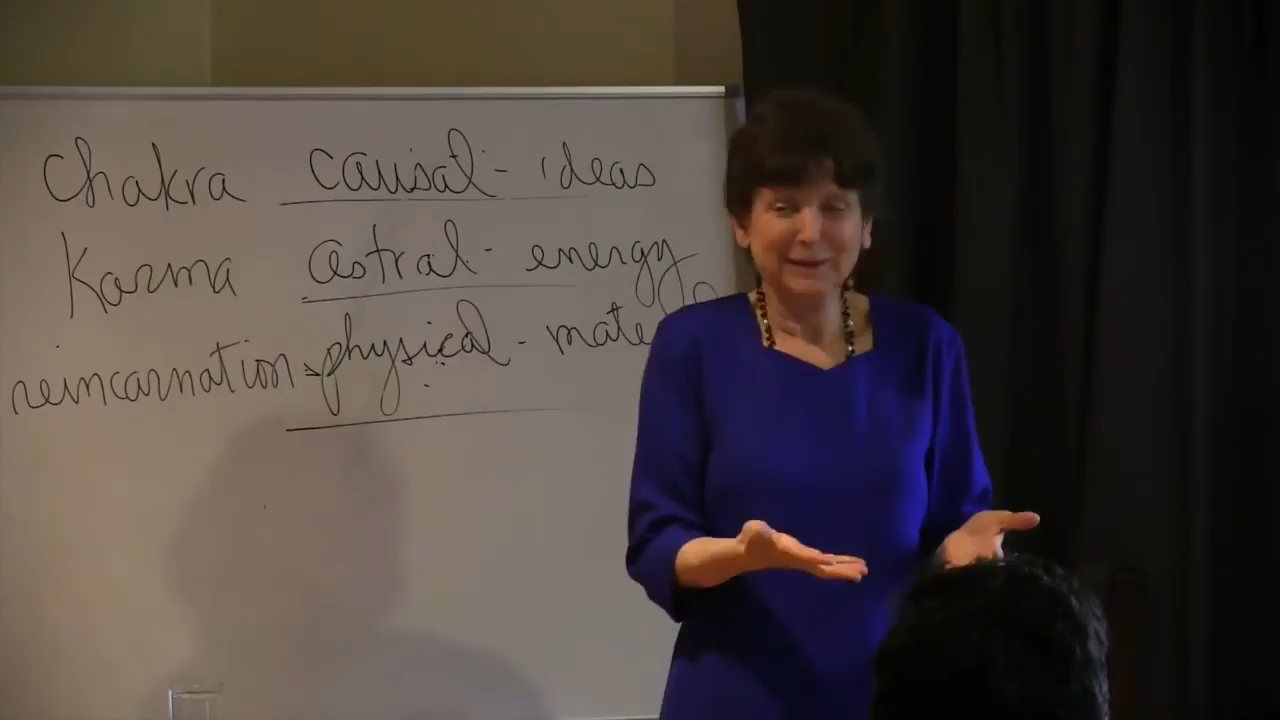 Chakra causal - ideas
Karma astral - energy
reincarnation physical -